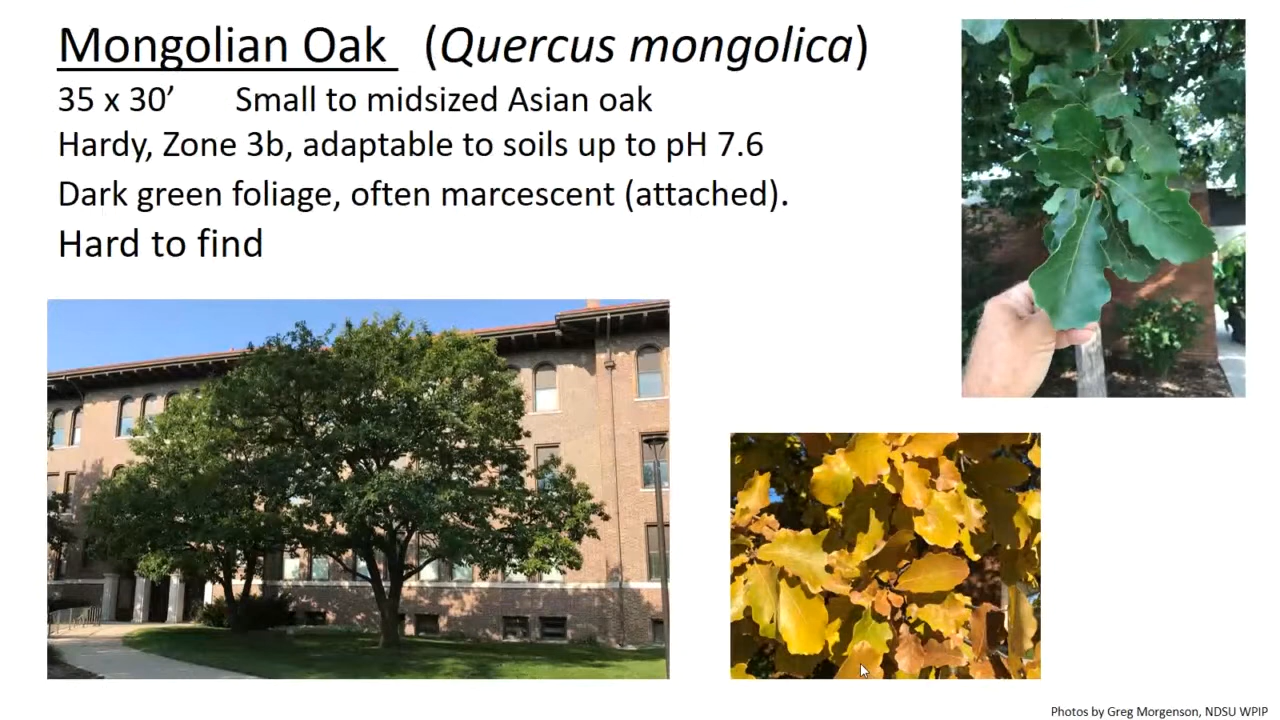 Mongolian Oak (Quercus mongolica)
35 x 30’ Small to midsized Asian oak
Hardy, Zone 3b, adaptable to soils up to pH 7.6
Dark green foliage, often marcescent (attached).
Hard to find
Photos by Greg Morgenson, NDSU WPIP